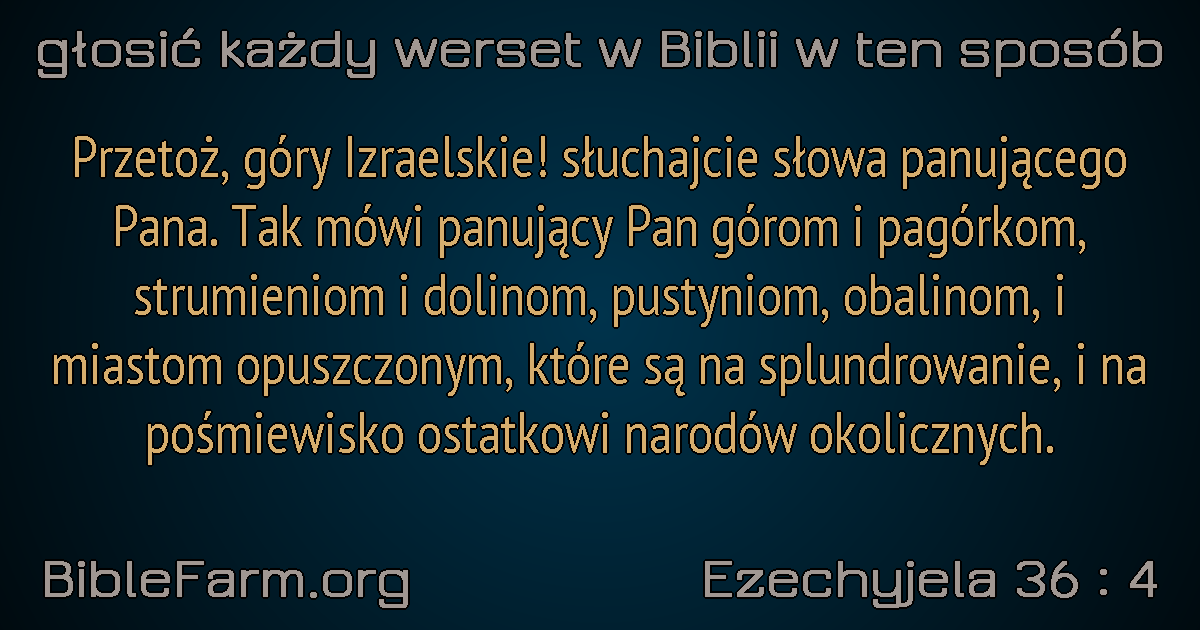 głosić każdy werset w Biblii w ten sposób
Przetoż, góry Izraelskie! słuchajcie słowa panującego
Pana. Tak mówi panujący Pan górom i pagórkom,
strumieniom i dolinom, pustyniom, obalinom, i
miastom opuszczonym, które są na splundrowanie, i na
pośmiewisko ostatkowi narodów okolicznych.
BibleFarm.org
Ezechyjela 36 : 4